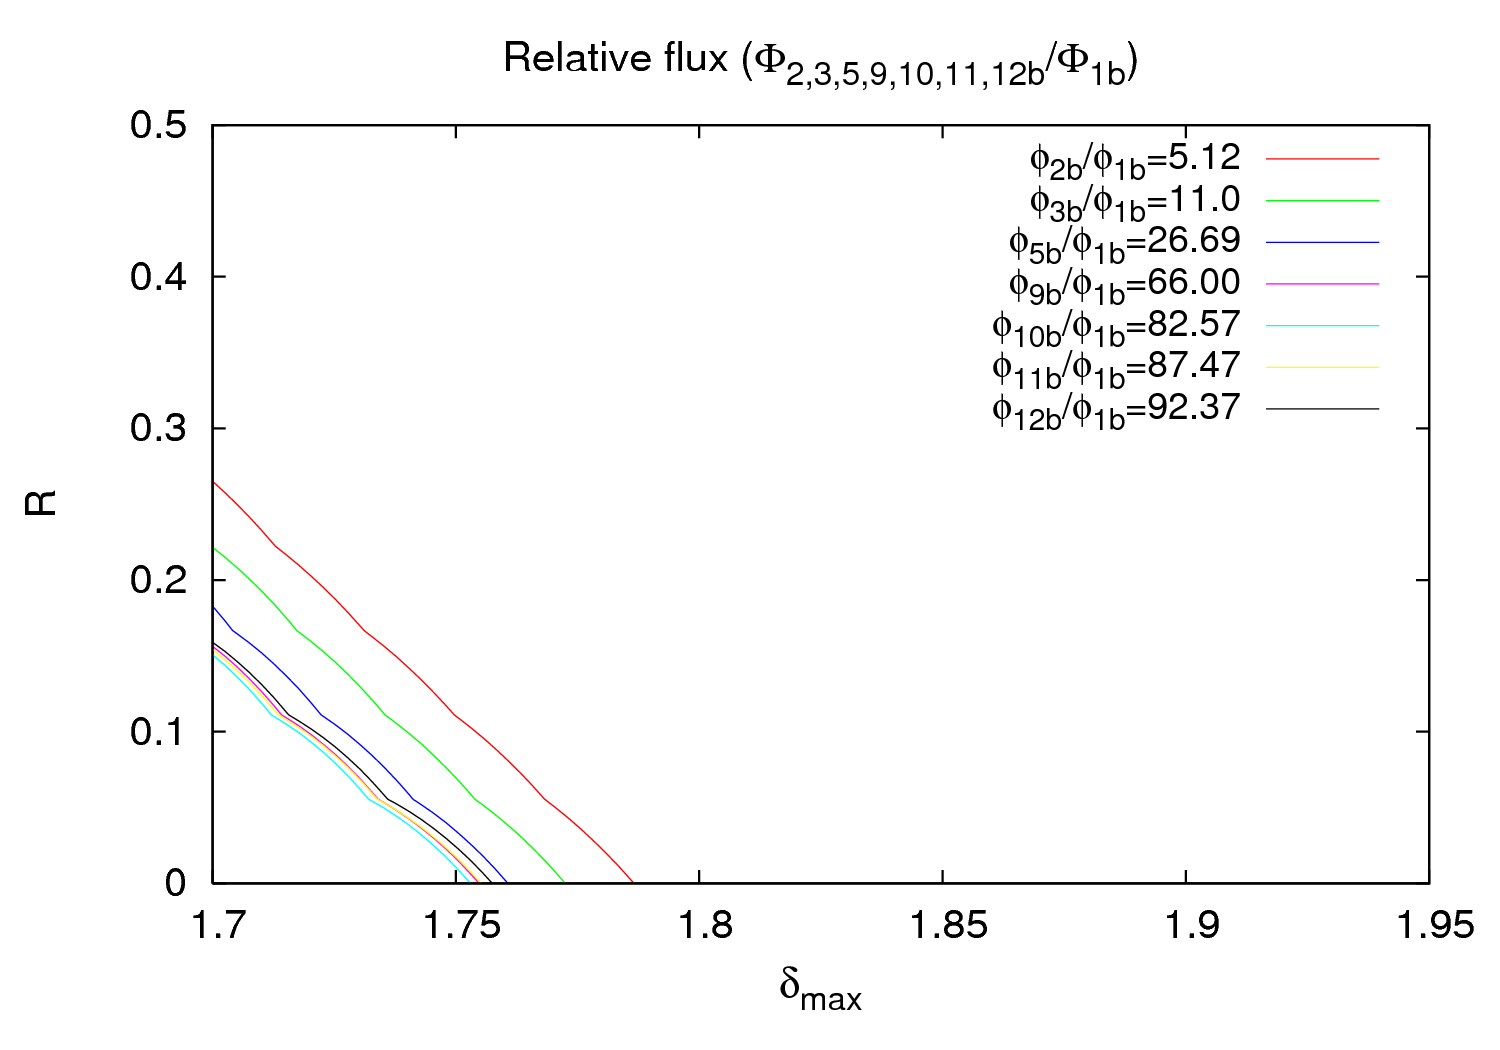 Relative flux (Φ2,3,5,9,10,11,12b/Φ1b)
0.5
0.4
0.3
0.2
0.1
0
R
ϕ2b/ϕ1b=5.12
ϕ3b/ϕ1b=11.0
ϕ5b/ϕ1b=26.69
ϕ9b/ϕ1b=66.00
ϕ10b/ϕ1b=82.57
ϕ11b/ϕ1b=87.47
ϕ12b/ϕ1b=92.37
1.7 1.75 1.8 1.85 1.9 1.95
δmax